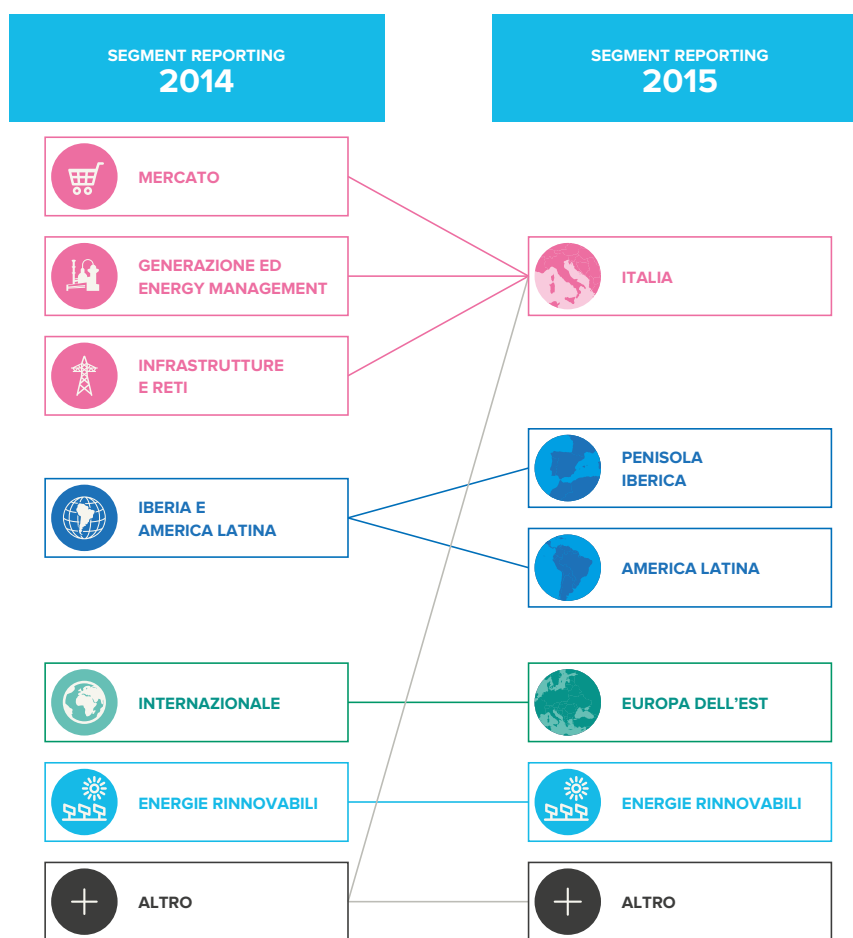 SEGMENT REPORTING
2014
SEGMENT REPORTING
2015
MERCATO
GENERAZIONE ED
ENERGY MANAGEMENT
INFRASTRUTTURE
E RETI
IBERIA E
AMERICA LATINA
INTERNAZIONALE
ENERGIE RINNOVABILI
ALTRO
ITALIA
PENISOLA
IBERICA
AMERICA LATINA
EUROPA DELL'EST
ENERGIE RINNOVABILI
ALTRO